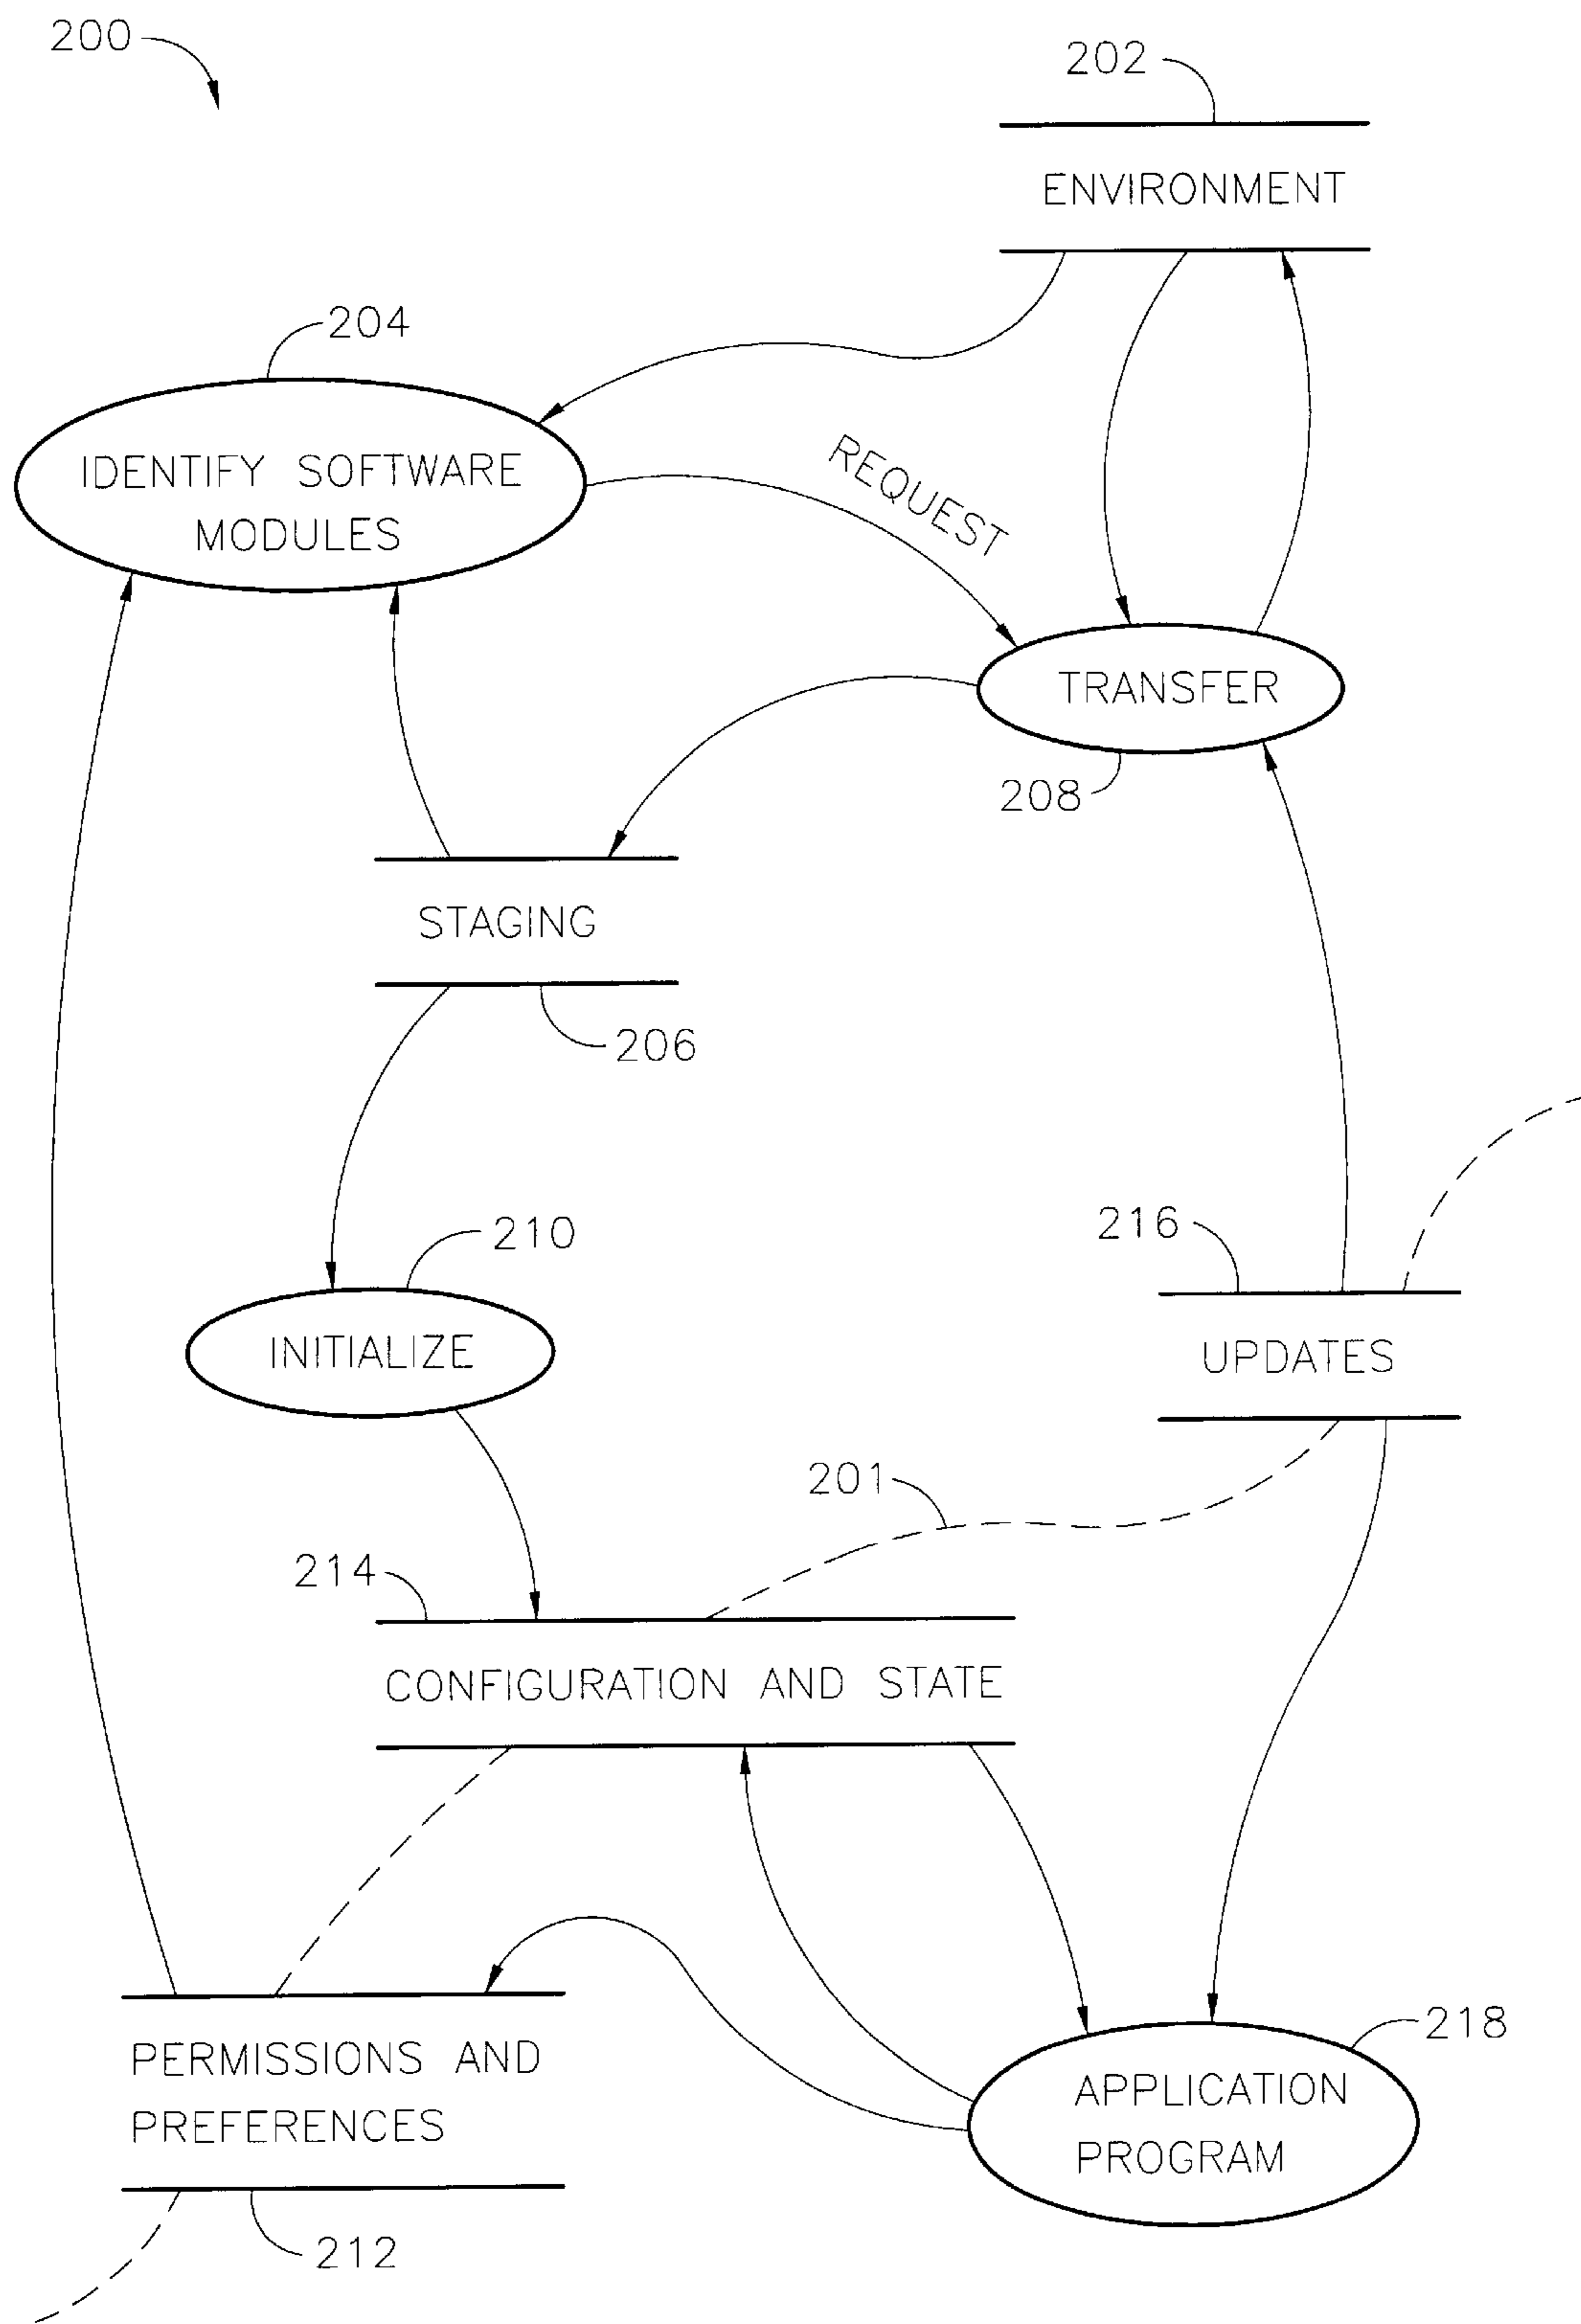 200
202
ENVIRONMENT
204
IDENTIFY SOFTWARE
MODULES
REQUEST
TRANSFER
208
STAGING
206
210
INITIALIZE
216
UPDATES
201
214
CONFIGURATION AND STATE
218
PERMISSIONS AND
PREFERENCES
212
APPLICATION
PROGRAM